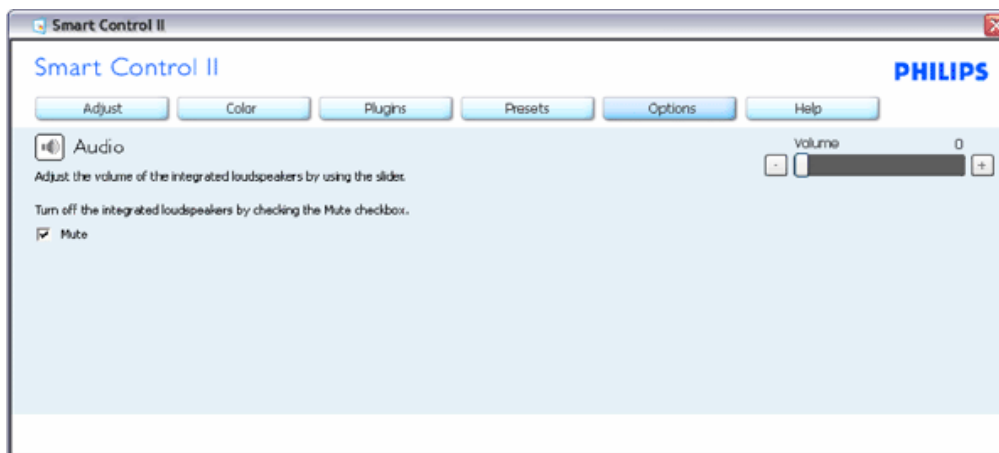 Smart Control II
Smart Control II
PHILIPS
Adjust Color Plugins Presets Options Help
Audio
Volume 0
- +
Adjust the volume of the integrated loudspeakers by using the slider.
Turn off the integrated loudspeakers by checking the Mute checkbox.
Mute